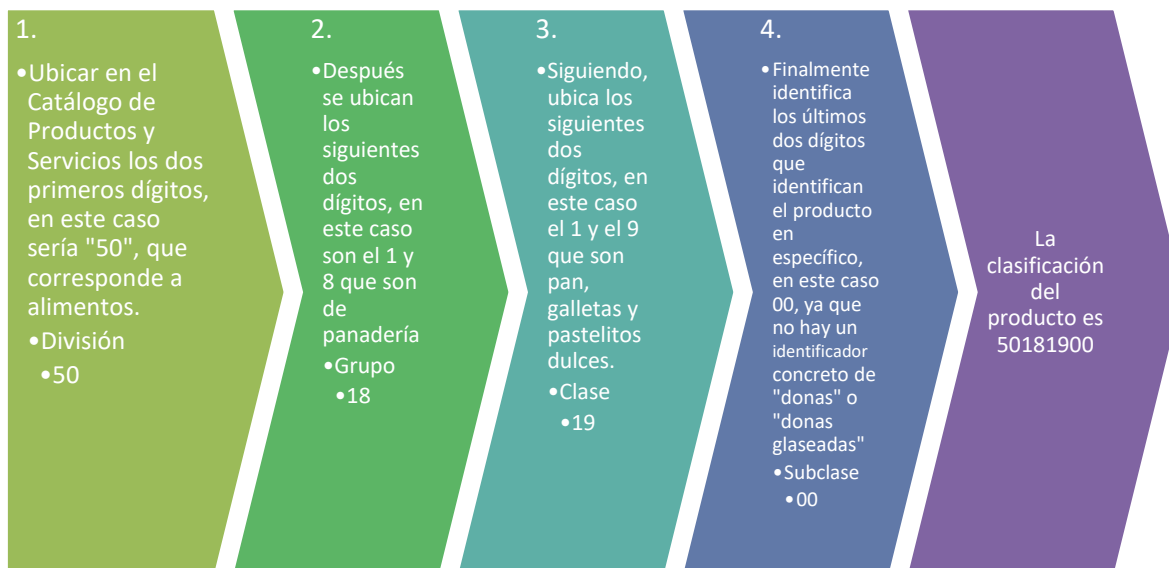 1.
•Ubicar en el
Catálogo de
Productos y
Servicios los dos
primeros dígitos,
en este caso
sería "50", que
corresponde a
alimentos.
•División
•50
2.
•Después
se ubican
los
siguientes
dos
dígitos, en
este caso
son el 1 y
8 que son
de
panadería
•Grupo
•18
3.
•Siguiendo,
ubica los
siguientes
dos
dígitos, en
este caso
el 1 y el 9
que son
pan,
galletas y
pastelitos
dulces.
•Clase
•19
4.
•Finalmente
identifica
los últimos
dos dígitos
que
identifican
el producto
en
específico,
en este caso
00, ya que
no hay un
identificador
concreto de
"donas" o
"donas
glaseadas"
•Subclase
•00
La
clasificación
del
producto es
50181900